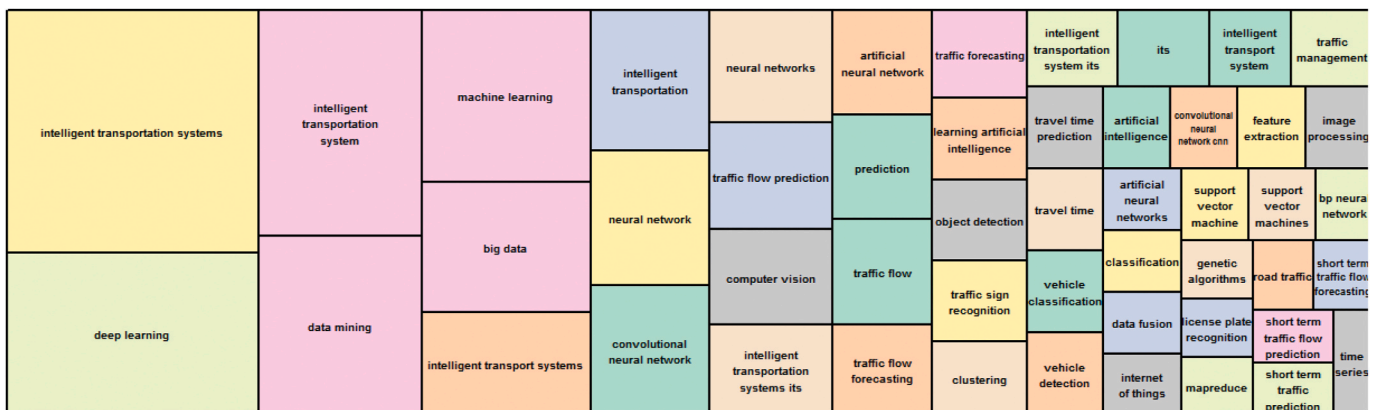 intelligent transportation systems
deep learning
intelligent
transportation
system
data mining
machine learning
big data
intelligent transport systems
intelligent
transportation
neural network
convolutional
neural network
neural networks
traffic flow prediction
computer vision
intelligent
transportation
systems its
artificial
neural network
prediction
traffic flow
traffic flow
forecasting
traffic forecasting
learning artificial
intelligence
object detection
traffic sign
recognition
clustering
intelligent
transportation
system its
its
intelligent
transport
system
traffic
management
travel time
prediction
artificial
intelligence
convolutional
neural
network cnn
feature
extraction
image
processing
travel time
vehicle
classification
vehicle
detection
artificial
neural
networks
classification
data fusion
internet
of things
support
vector
machine
support
vector
machines
bp neural
network
genetic
algorithms
road traffic
short term
traffic flow
forecasting
license plate
recognition
mapreduce
short term
traffic flow
prediction
short term
traffic
prediction
time
series